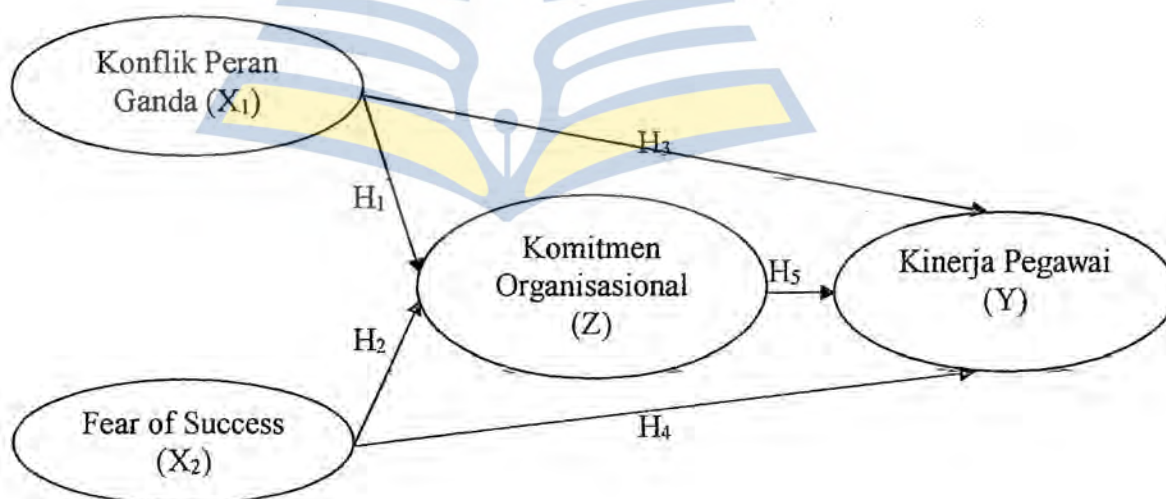 Konflik Peran
Ganda (X₁)
H₃
H₁
Komitmen
Organisasional
(Z)
H₅
Kinerja Pegawai
(Y)
H₂
Fear of Success
(X₂)
H₄